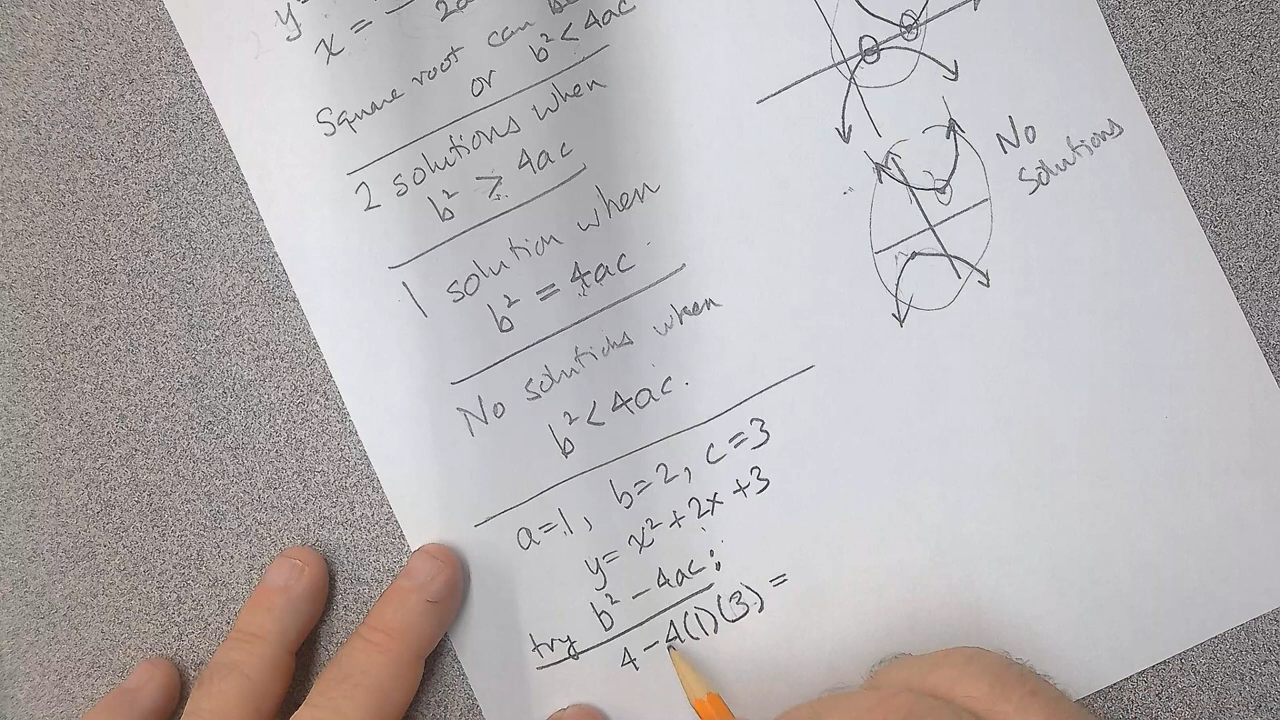 y=
x =
2a
Square root can be
or b² < 4ac
2 solutions when
b² > 4ac
1 solution when
b² = 4ac
No solutions when
b² < 4ac.
a=1, b=2, c=3
y= x² + 2x + 3
try b² - 4ac:
4 - 4(1)(3) =
No
Solutions